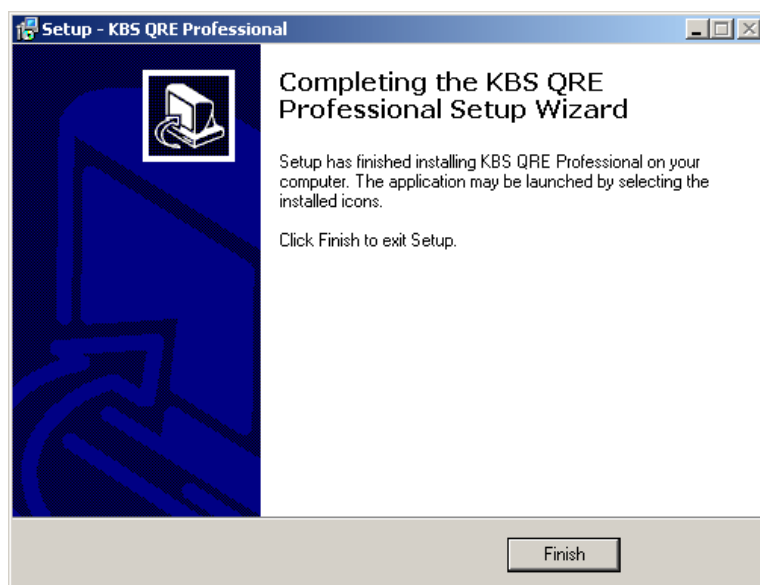 Setup - KBS QRE Professional
Completing the KBS QRE
Professional Setup Wizard
Setup has finished installing KBS QRE Professional on your
computer. The application may be launched by selecting the
installed icons.
Click Finish to exit Setup.
Finish